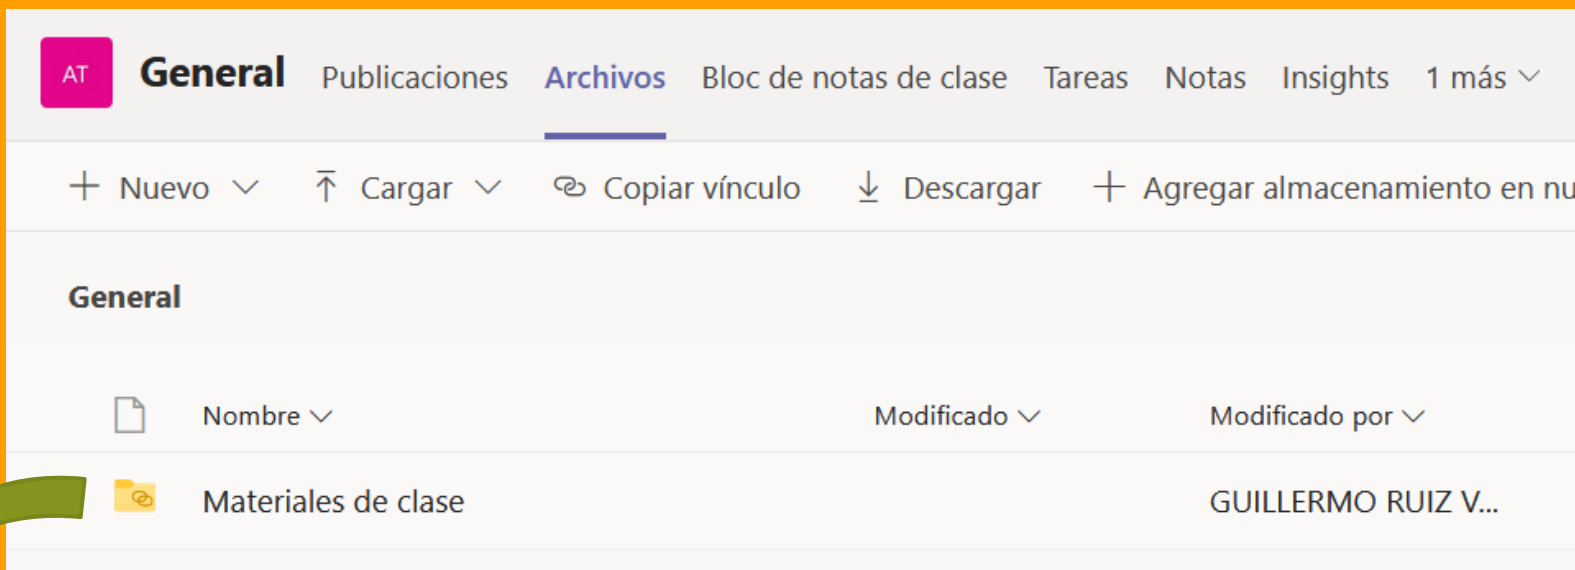 AT General Publicaciones Archivos Bloc de notas de clase Tareas Notas Insights 1 más
Nuevo Cargar Copiar vínculo Descargar Agregar almacenamiento en
General
Nombre Modificado Modificado por
Materiales de clase GUILLERMO RUIZ V...